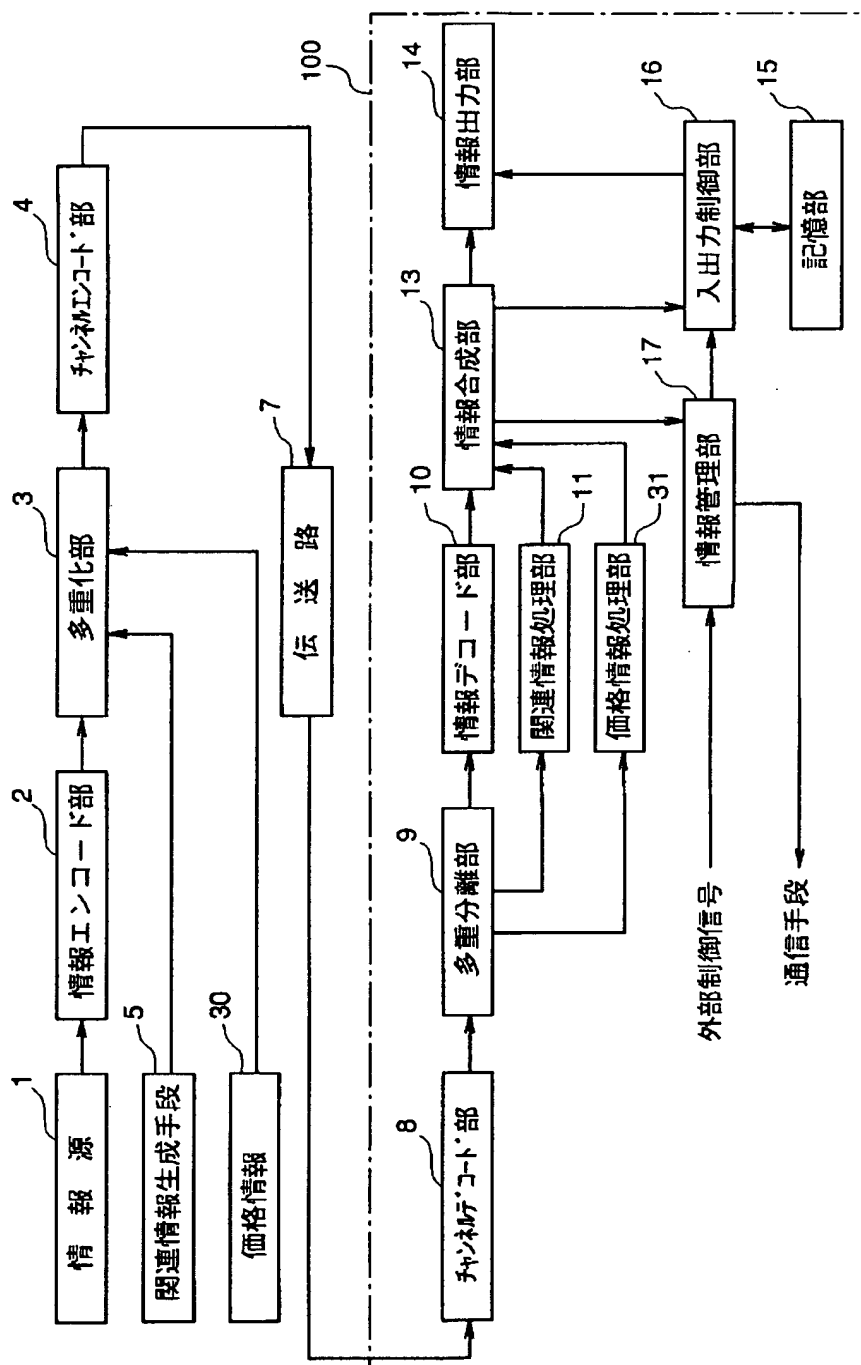 1
情報源
2
情報エンコード部
3
多重化部
4
チャンネルエンコード部
5
関連情報生成手段
30
価格情報
7
伝送路
100
8
チャンネルデコード部
9
多重分離部
10
情報デコード部
11
関連情報処理部
31
価格情報処理部
13
情報合成部
14
情報出力部
17
情報管理部
16
入出力制御部
15
記憶部
外部制御信号
通信手段